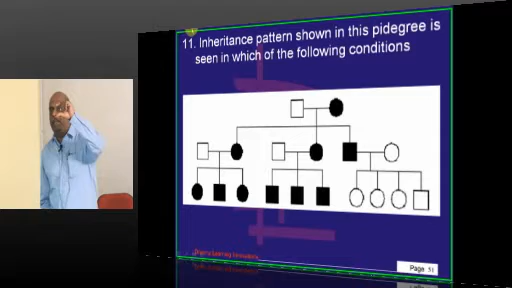 11. Inheritance pattern shown in this pidegree is
seen in which of the following conditions
Page 51